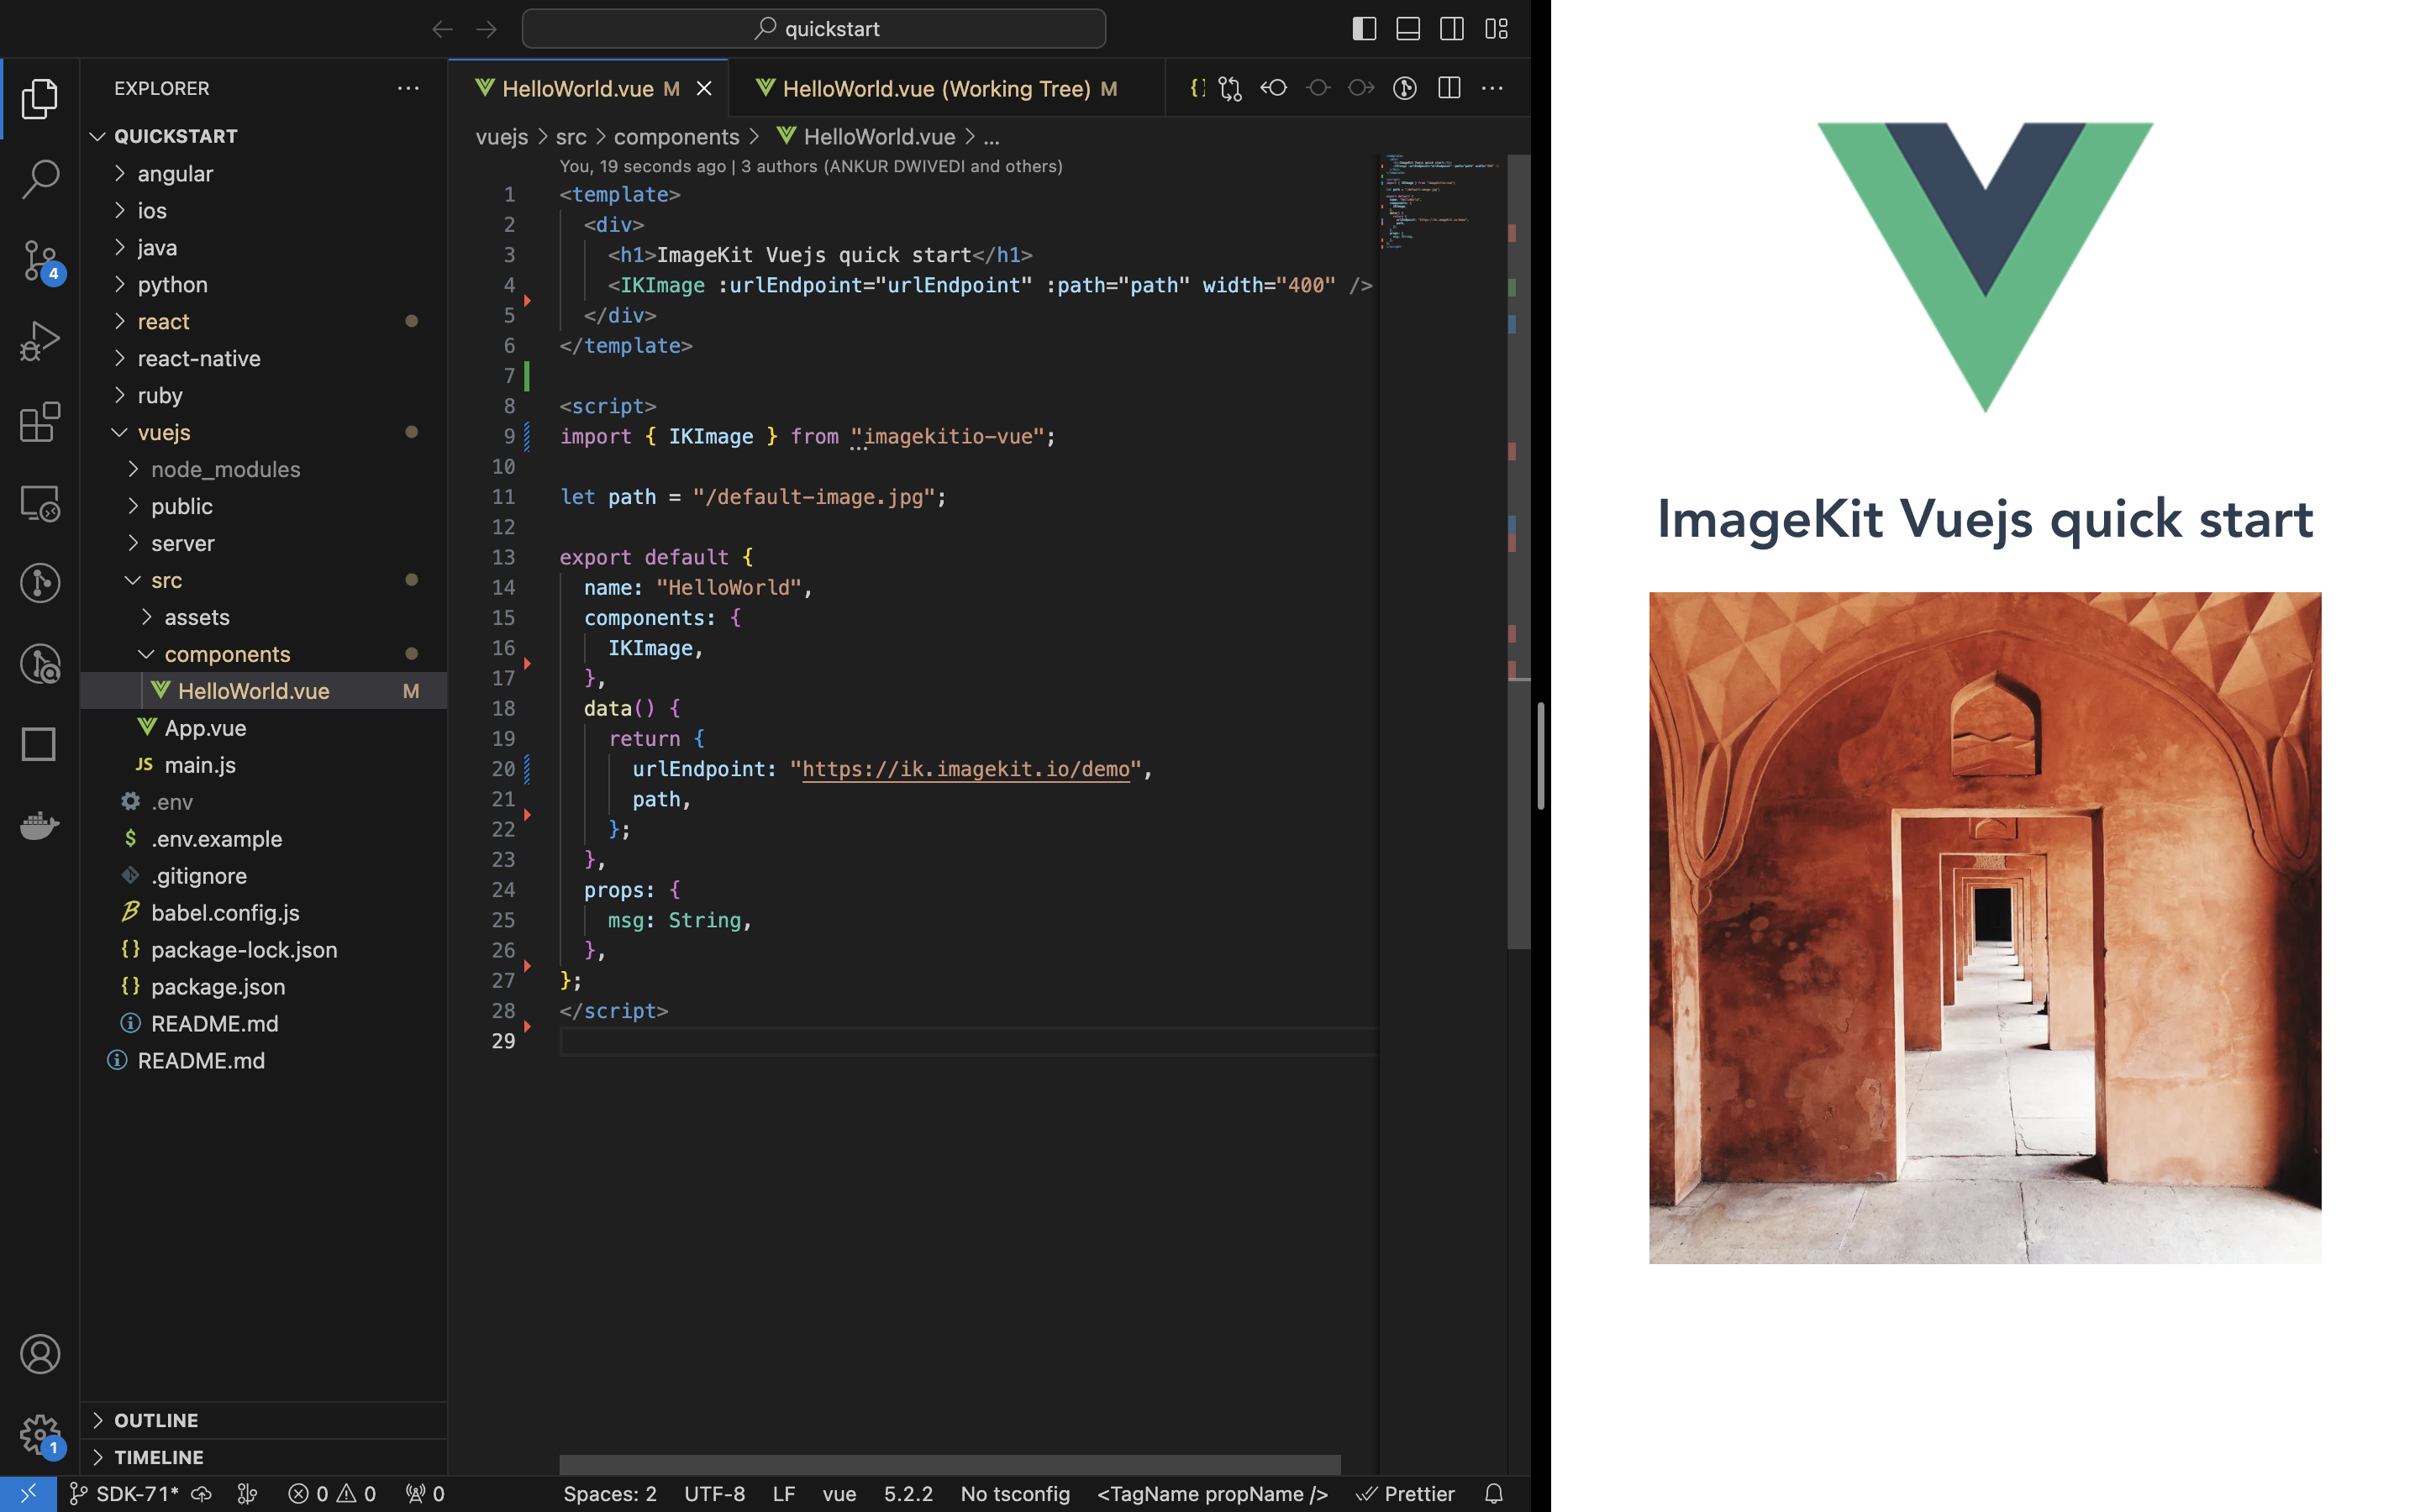 quickstart
EXPLORER
QUICKSTART
angular
ios
java
python
react
react-native
ruby
vuejs
node_modules
public
server
src
assets
components
HelloWorld.vue M
App.vue
JS main.js
.env
$ .env.example
.gitignore
babel.config.js
{} package-lock.json
{} package.json
README.md
README.md
OUTLINE
TIMELINE
4
1
HelloWorld.vue M
HelloWorld.vue (Working Tree) M
vuejs > src > components > HelloWorld.vue > ...
You, 19 seconds ago | 3 authors (ANKUR DWIVEDI and others)
1 <template>
2 <div>
3 <h1>ImageKit Vuejs quick start</h1>
4 <IKImage :urlEndpoint="urlEndpoint" :path="path" width="400" />
5 </div>
6 </template>
7
8 <script>
9 import { IKImage } from "imagekitio-vue";
10
11 let path = "/default-image.jpg";
12
13 export default {
14 name: "HelloWorld",
15 components: {
16 IKImage,
17 },
18 data() {
19 return {
20 urlEndpoint: "https://ik.imagekit.io/demo",
21 path,
22 };
23 },
24 props: {
25 msg: String,
26 },
27 };
28 </script>
29
SDK-71* 0 0 0 Spaces: 2 UTF-8 LF vue 5.2.2 No tsconfig <TagName propName /> Prettier
ImageKit Vuejs quick start